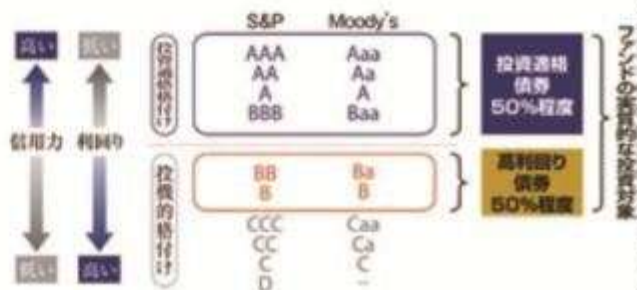 S&P Moody's
高い 低い
信用力 利回り
低い 高い
投資適格格付け
AAA Aaa
AA Aa
A A
BBB Baa
投機的格付け
BB Ba
B B
CCC Caa
CC Ca
C C
D -
投資適格
債券
50%程度
高利回り
債券
50%程度
ファンドの実質的な投資対象